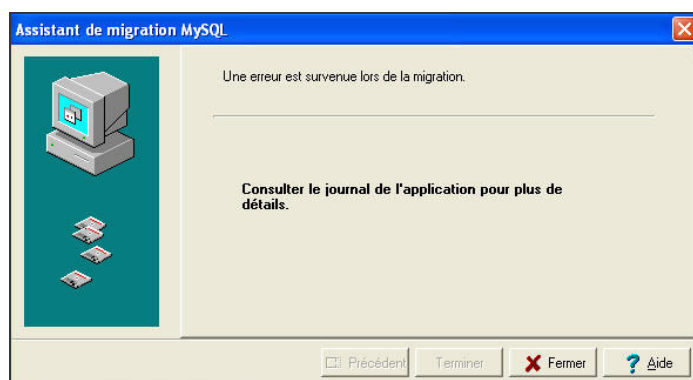 Assistant de migration MySQL
Une erreur est survenue lors de la migration.
Consulter le journal de l'application pour plus de
détails.
Précédent
Terminer
Fermer
Aide